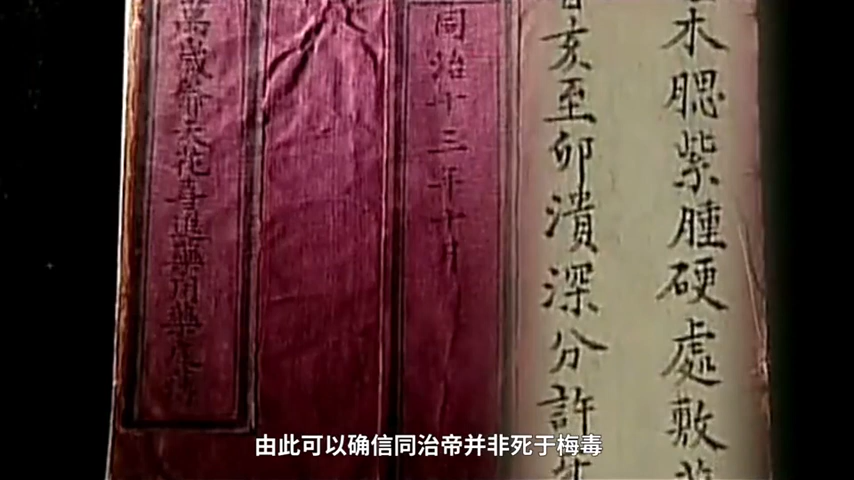 木腮紫腫硬處敷
亥至卯潰深分許
同治十三年十月
萬歲爺天花喜進藥用藥底
由此可以确信同治帝并非死于梅毒